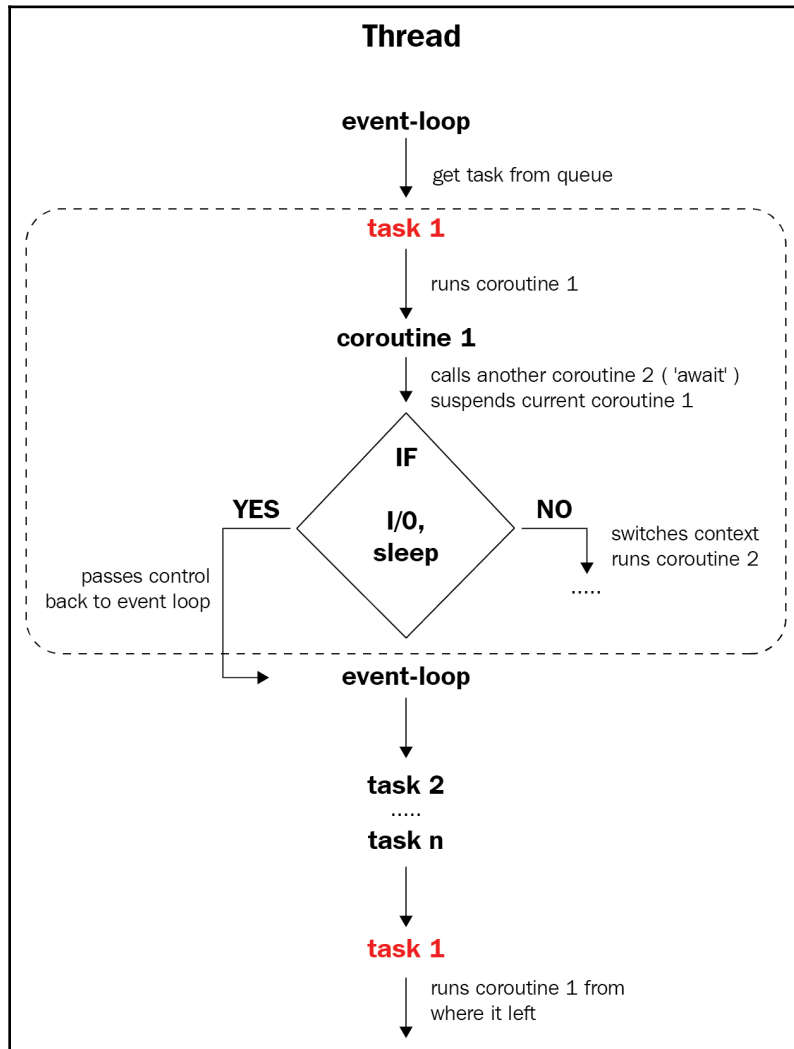 Thread
event-loop
get task from queue
task 1
runs coroutine 1
coroutine 1
calls another coroutine 2 ( 'await' )
suspends current coroutine 1
IF
YES
I/0,
sleep
NO
switches context
runs coroutine 2
.....
passes control
back to event loop
event-loop
task 2
.....
task n
task 1
runs coroutine 1 from
where it left